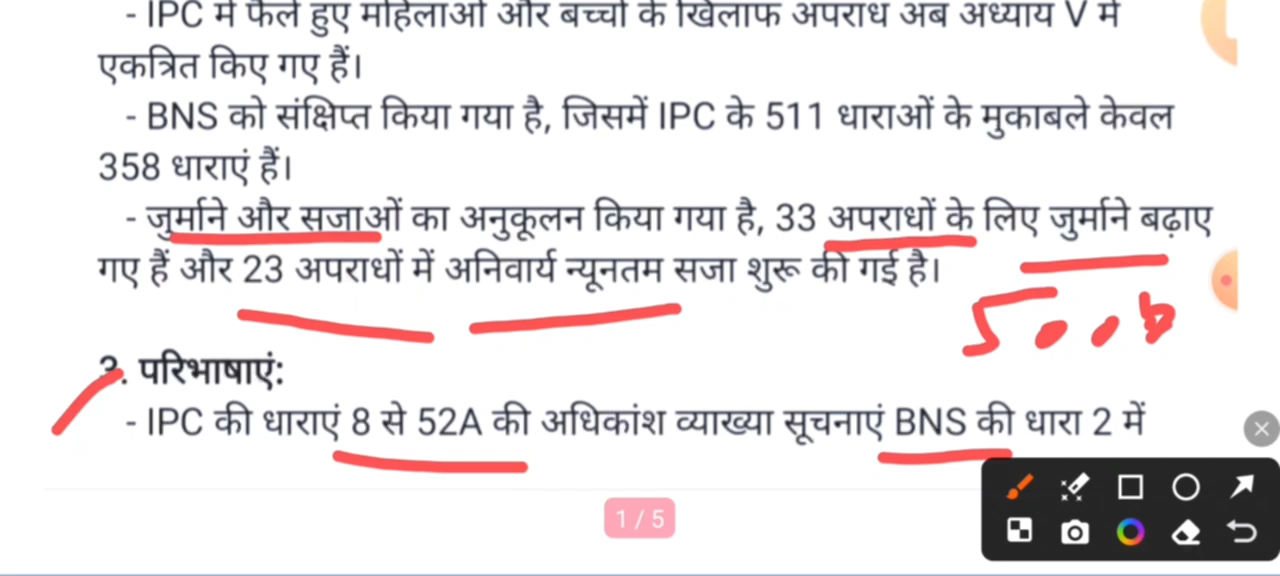 - IPC में फैले हुए महिलाओं और बच्चों के खिलाफ अपराध अब अध्याय V में
एकत्रित किए गए हैं।
- BNS को संक्षिप्त किया गया है, जिसमें IPC के 511 धाराओं के मुकाबले केवल
358 धाराएं हैं।
- जुर्माने और सजाओं का अनुकूलन किया गया है, 33 अपराधों के लिए जुर्माने बढ़ाए
गए हैं और 23 अपराधों में अनिवार्य न्यूनतम सजा शुरू की गई है।
5000
परिभाषाएं:
- IPC की धाराएं 8 से 52A की अधिकांश व्याख्या सूचनाएं BNS की धारा 2 में
1 / 5